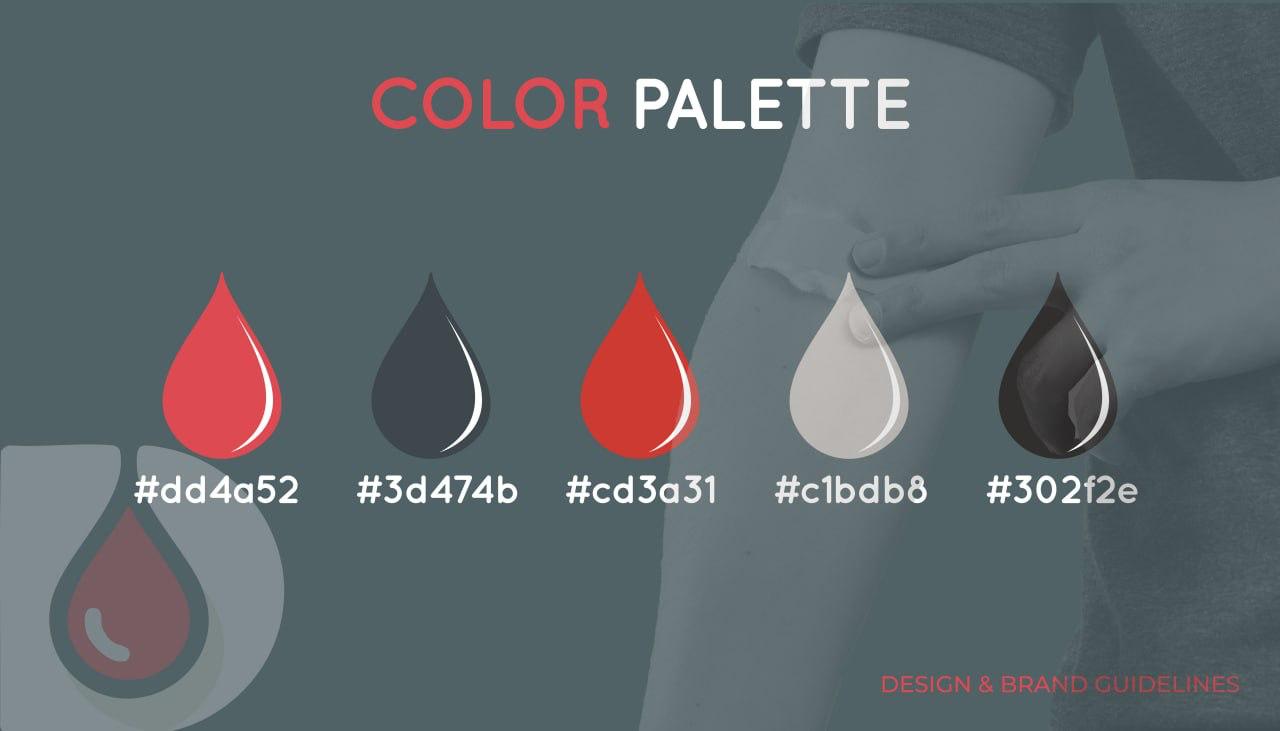 COLOR PALETTE
#dd4a52 #3d474b #cd3a31 #c1bdb8 #302f2e
DESIGN & BRAND GUIDELINES